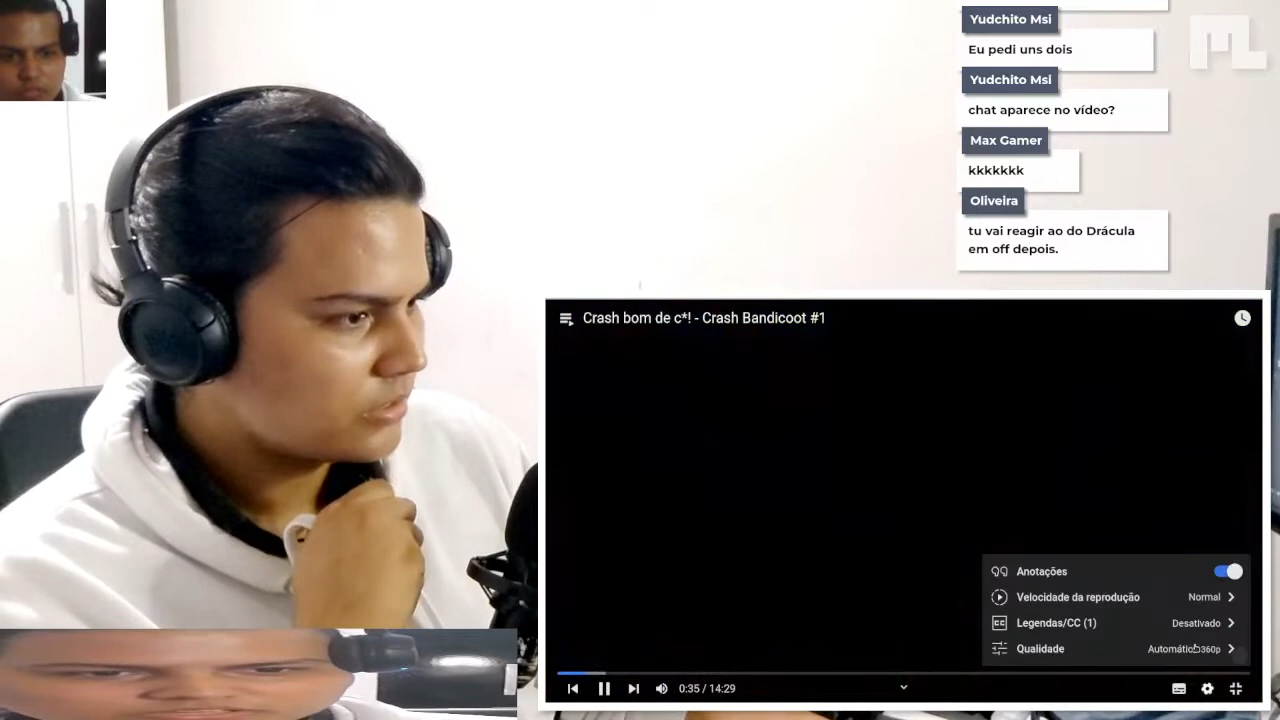 Yudchito Msi
Eu pedi uns dois
Yudchito Msi
chat aparece no vídeo?
Max Gamer
kkkkkkk
Oliveira
tu vai reagir ao do Drácula
em off depois.
ML
Crash bom de c*! - Crash Bandicoot #1
Anotações
Velocidade da reprodução Normal
CC Legendas/CC (1) Desativado
Qualidade Automático 360p
0:35 / 14:29